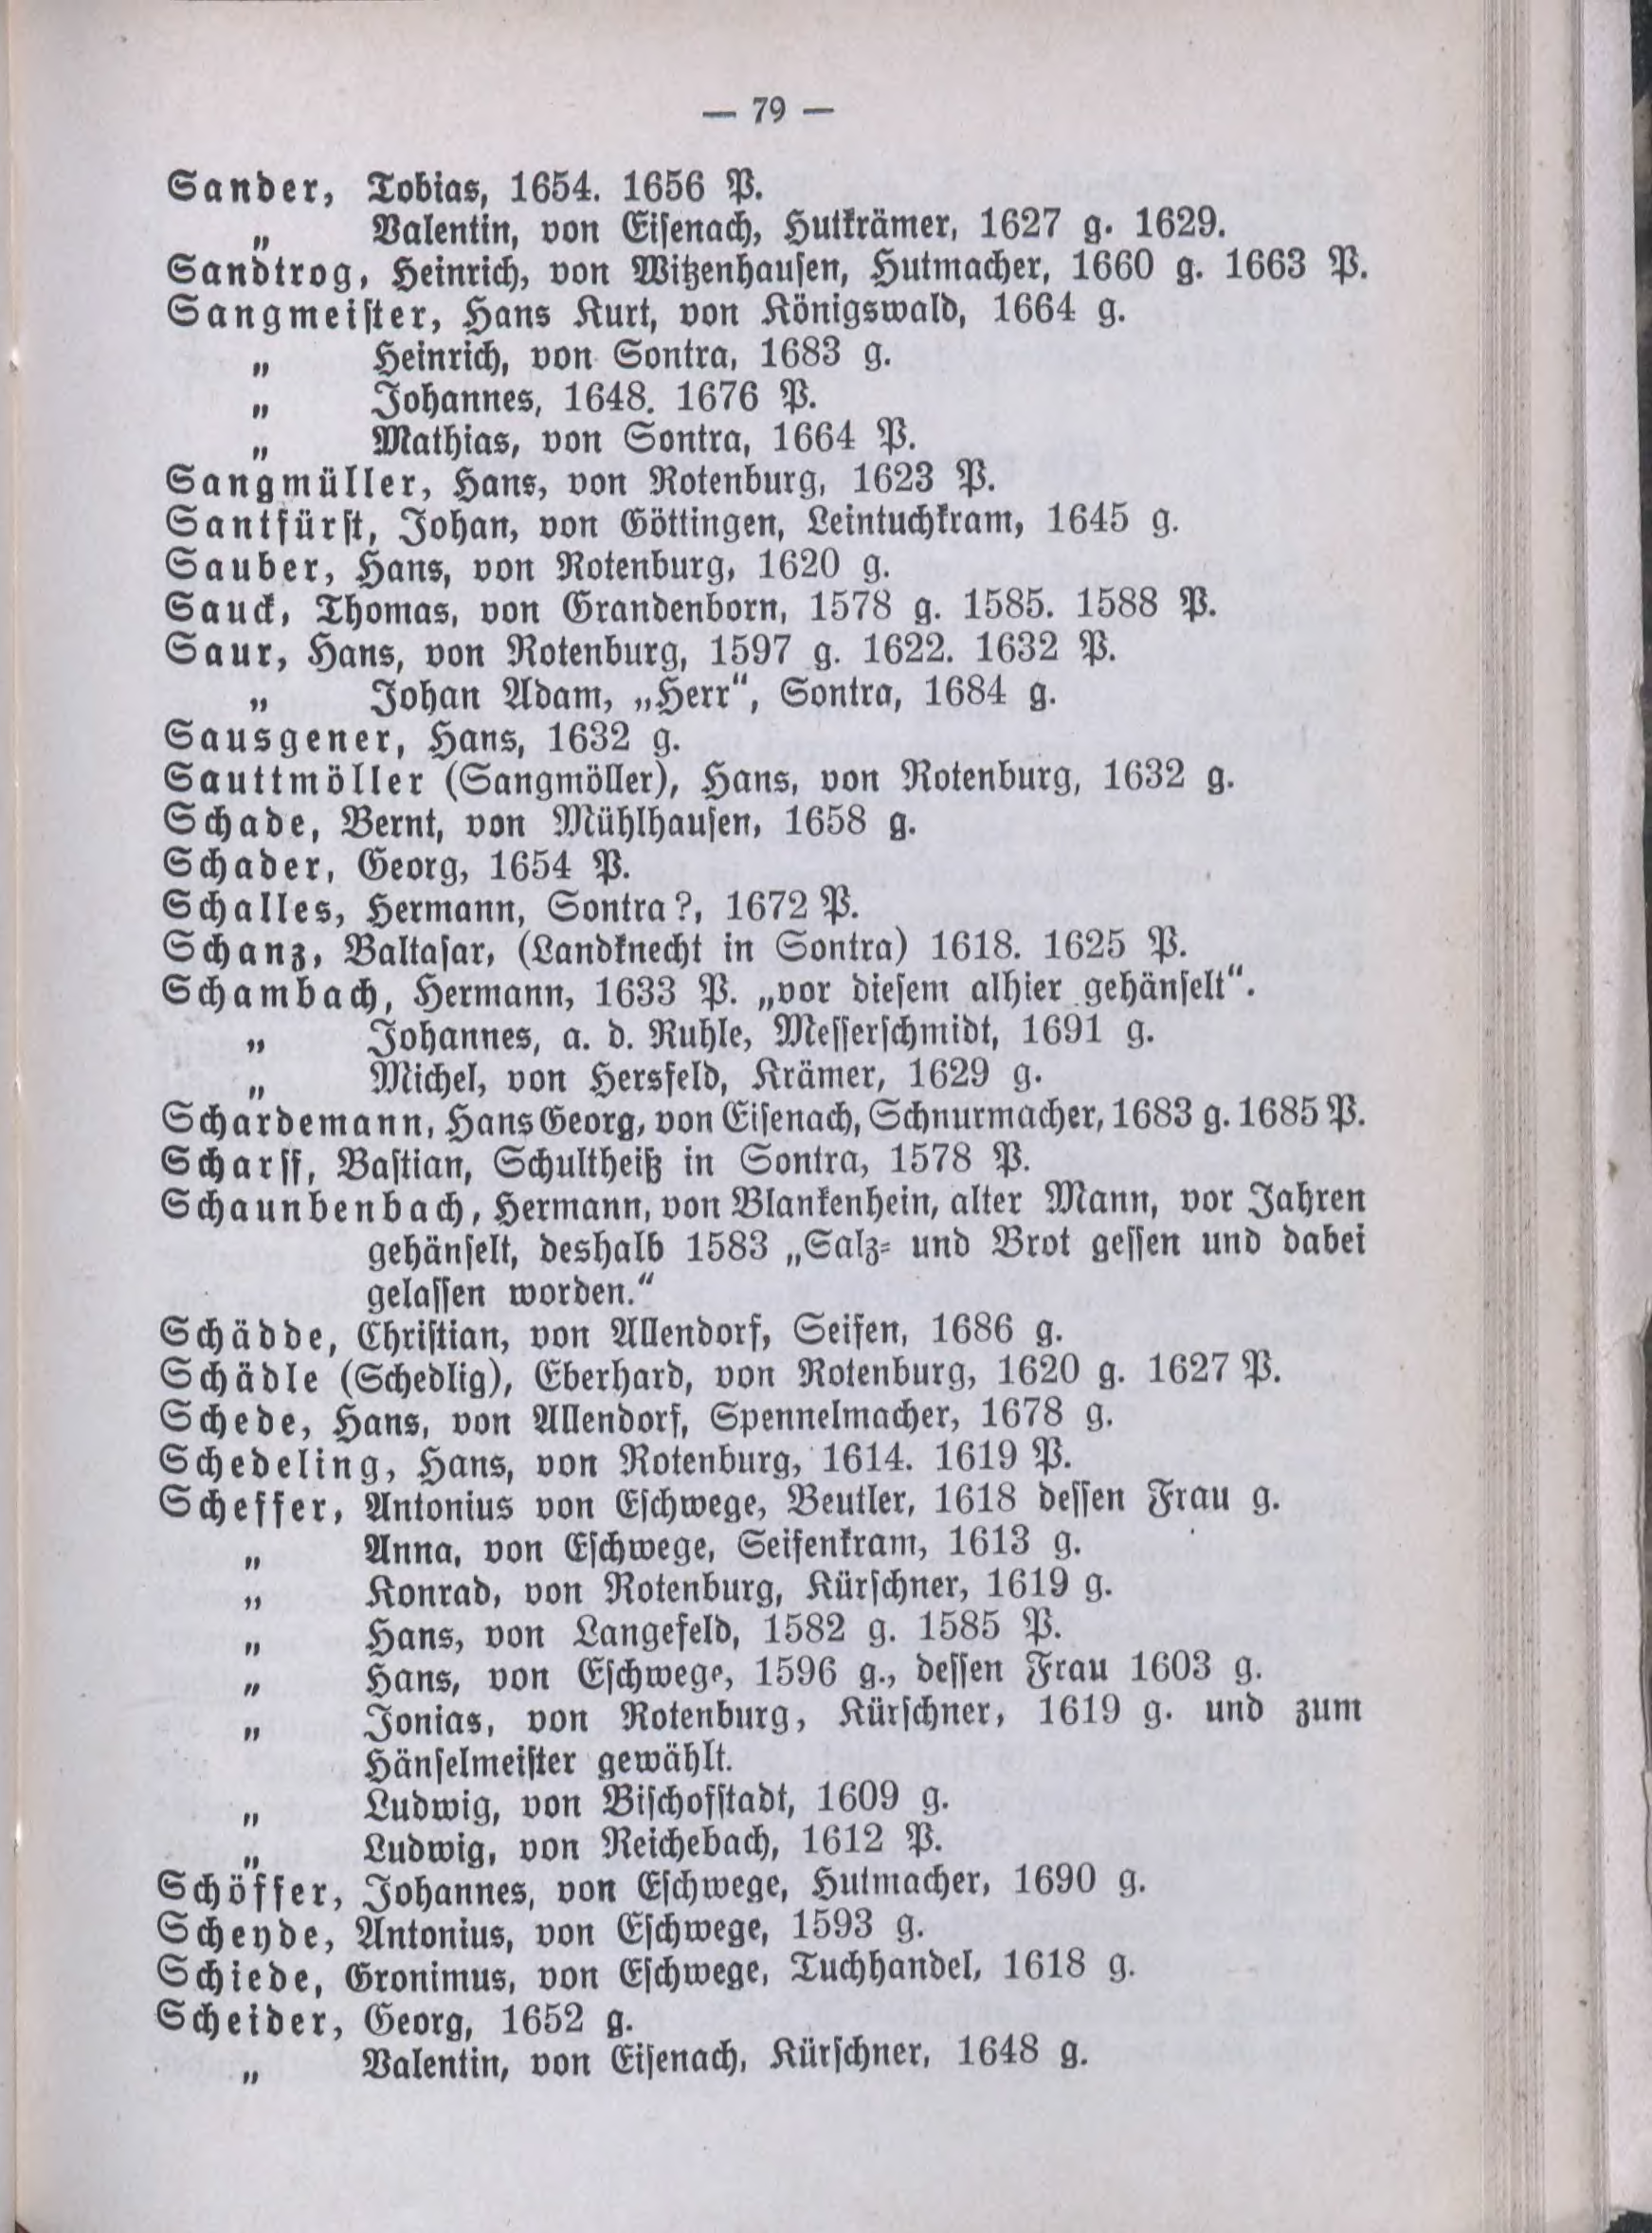 — 79 —
Sander, Tobias, 1654. 1656 P.
„ Valentin, von Eisenach, Hutkrämer, 1627 g. 1629.
Sandtrog, Heinrich, von Witzenhausen, Hutmacher, 1660 g. 1663 P.
Sangmeister, Hans Kurt, von Königswald, 1664 g.
„ Heinrich, von Sontra, 1683 g.
„ Johannes, 1648. 1676 P.
„ Mathias, von Sontra, 1664 P.
Sangmüller, Hans, von Rotenburg, 1623 P.
Santfürst, Johan, von Göttingen, Leintuchkram, 1645 g.
Sauber, Hans, von Rotenburg, 1620 g.
Sauck, Thomas, von Grandenborn, 1578 g. 1585. 1588 P.
Saur, Hans, von Rotenburg, 1597 g. 1622. 1632 P.
„ Johan Adam, „Herr“, Sontra, 1684 g.
Sausgener, Hans, 1632 g.
Sauttmöller (Sangmöller), Hans, von Rotenburg, 1632 g.
Schade, Bernt, von Mühlhausen, 1658 g.
Schader, Georg, 1654 P.
Schalles, Hermann, Sontra?, 1672 P.
Schanz, Baltasar, (Landknecht in Sontra) 1618. 1625 P.
Schambach, Hermann, 1633 P. „vor diesem alhier gehänselt“.
„ Johannes, a. d. Ruhle, Messerschmidt, 1691 g.
„ Michel, von Hersfeld, Krämer, 1629 g.
Schardemann, Hans Georg, von Eisenach, Schnurmacher, 1683 g. 1685 P.
Scharff, Bastian, Schultheiß in Sontra, 1578 P.
Schaunbenbach, Hermann, von Blankenhein, alter Mann, vor Jahren
gehänselt, deshalb 1583 „Salz- und Brot gessen und dabei
gelassen worden.“
Schädde, Christian, von Allendorf, Seifen, 1686 g.
Schädle (Schedlig), Eberhard, von Rotenburg, 1620 g. 1627 P.
Schede, Hans, von Allendorf, Spennelmacher, 1678 g.
Schedeling, Hans, von Rotenburg, 1614. 1619 P.
Scheffer, Antonius von Eschwege, Beutler, 1618 dessen Frau g.
„ Anna, von Eschwege, Seifenkram, 1613 g.
„ Konrad, von Rotenburg, Kürschner, 1619 g.
„ Hans, von Langefeld, 1582 g. 1585 P.
„ Hans, von Eschwege, 1596 g., dessen Frau 1603 g.
„ Jonias, von Rotenburg, Kürschner, 1619 g. und zum
Hänselmeister gewählt.
„ Ludwig, von Bischofstadt, 1609 g.
„ Ludwig, von Reichebach, 1612 P.
Schöffer, Johannes, von Eschwege, Hutmacher, 1690 g.
Scheyde, Antonius, von Eschwege, 1593 g.
Schiede, Gronimus, von Eschwege, Tuchhandel, 1618 g.
Scheider, Georg, 1652 g.
„ Valentin, von Eisenach, Kürschner, 1648 g.